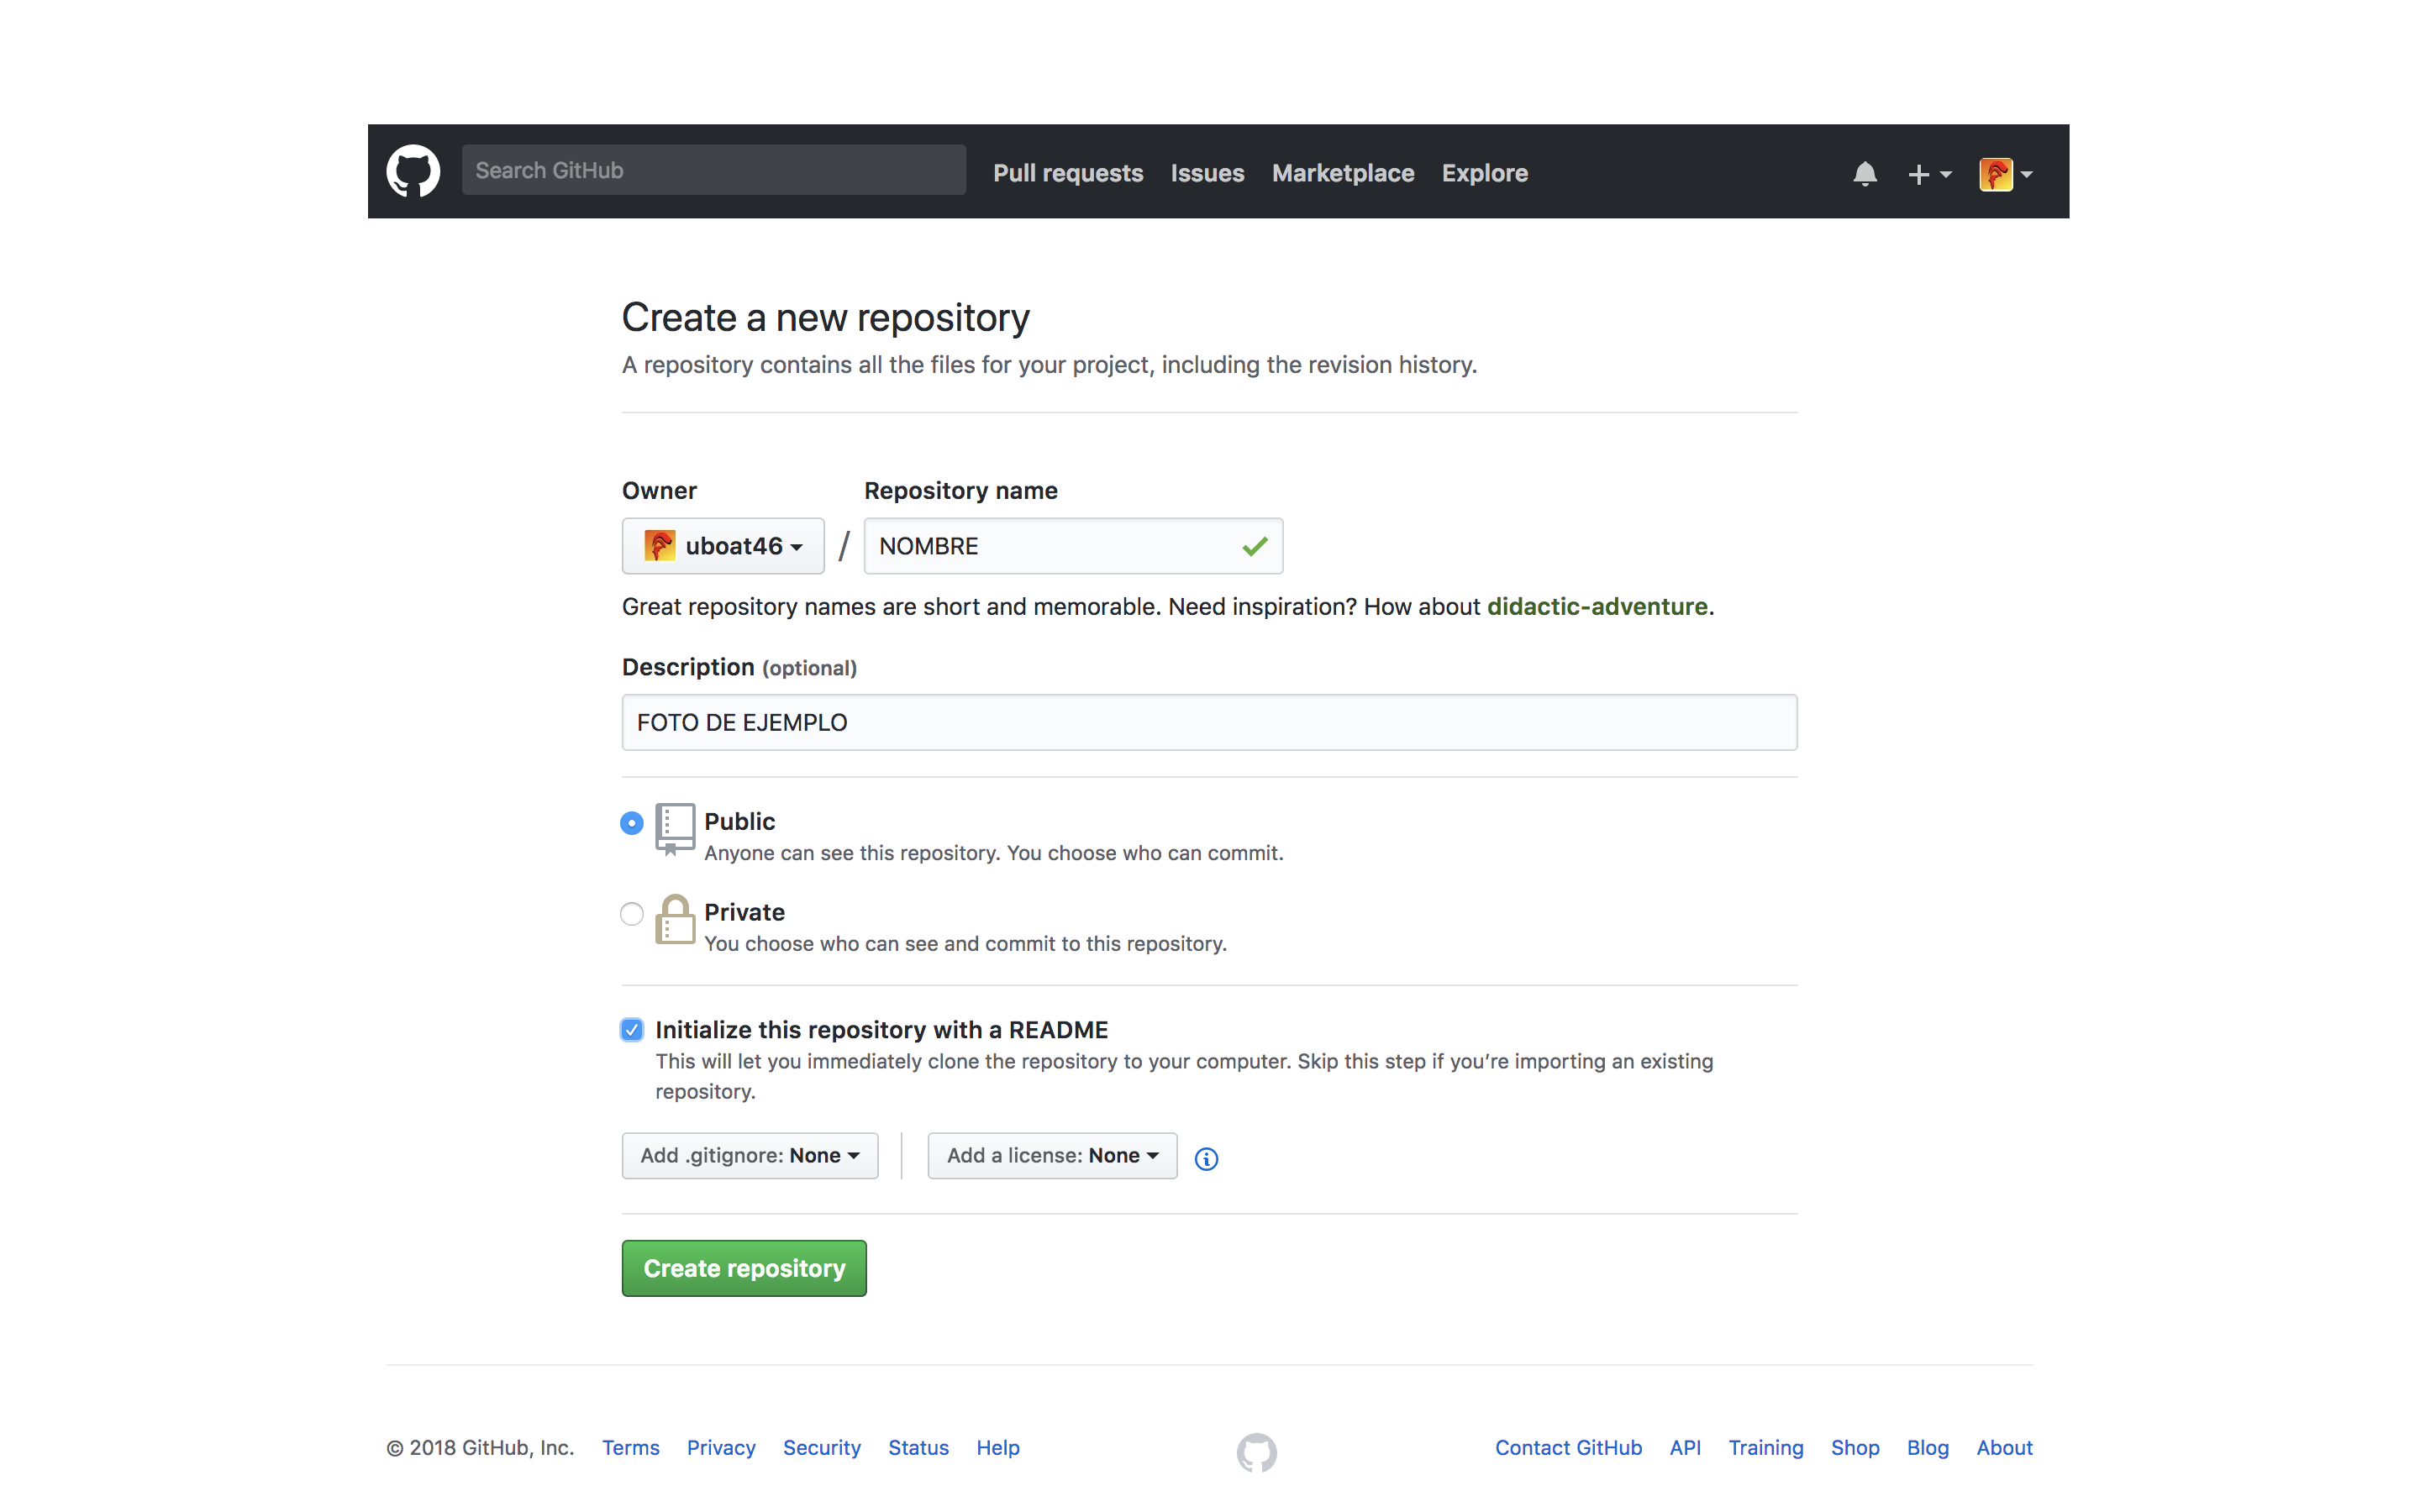 Search GitHub Pull requests Issues Marketplace Explore
Create a new repository
A repository contains all the files for your project, including the revision history.
Owner Repository name
uboat46 / NOMBRE
Great repository names are short and memorable. Need inspiration? How about didactic-adventure.
Description (optional)
FOTO DE EJEMPLO
Public
Anyone can see this repository. You choose who can commit.
Private
You choose who can see and commit to this repository.
Initialize this repository with a README
This will let you immediately clone the repository to your computer. Skip this step if you’re importing an existing
repository.
Add .gitignore: None Add a license: None
Create repository
© 2018 GitHub, Inc. Terms Privacy Security Status Help Contact GitHub API Training Shop Blog About